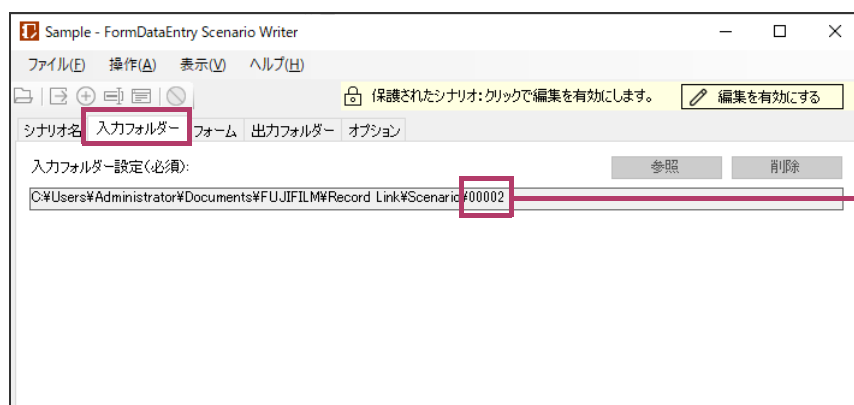 Sample - FormDataEntry Scenario Writer
ファイル(F) 操作(A) 表示(V) ヘルプ(H)
保護されたシナリオ:クリックで編集を有効にします。 編集を有効にする
シナリオ名 入力フォルダー フォーム 出力フォルダー オプション
入力フォルダー設定(必須): 参照 削除
C:¥Users¥Administrator¥Documents¥FUJIFILM¥Record Link¥Scenario¥00002